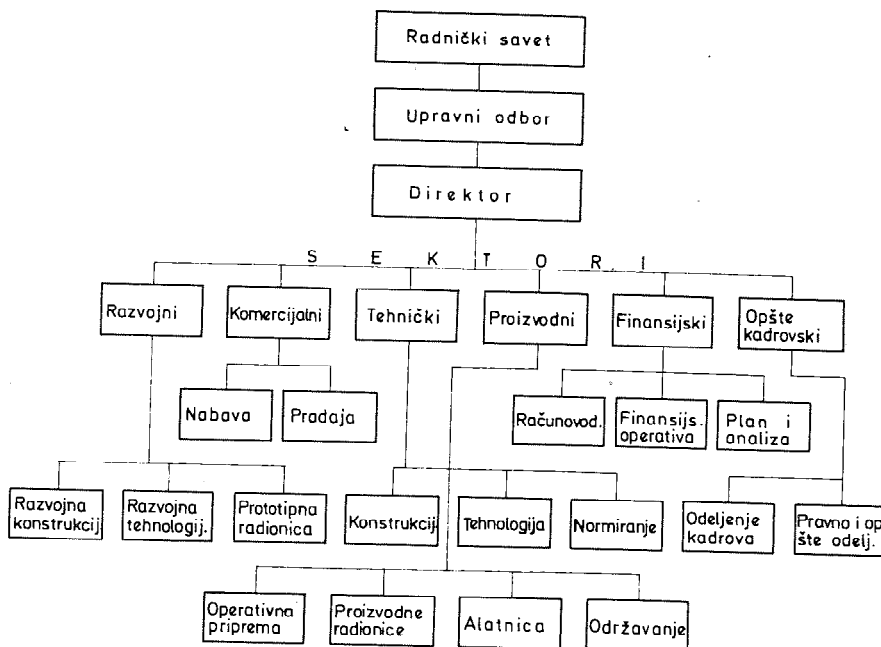 Radnički savet
Upravni odbor
Direktor
SEKTORI
Razvojni
Komercijalni
Tehnički
Proizvodni
Finansijski
Opšte
kadrovski
Nabava
Pradaja
Računovod.
Finansijs.
operativa
Plan i
analiza
Razvojna
konstrukcij.
Razvojna
tehnologij.
Prototipna
radionica
Konstrukcij.
Tehnologija
Normiranje
Odeljenje
kadrova
Pravno i op
šte odelj.
Operativna
priprema
Proizvodne
radionice
Alatnica
Održavanje